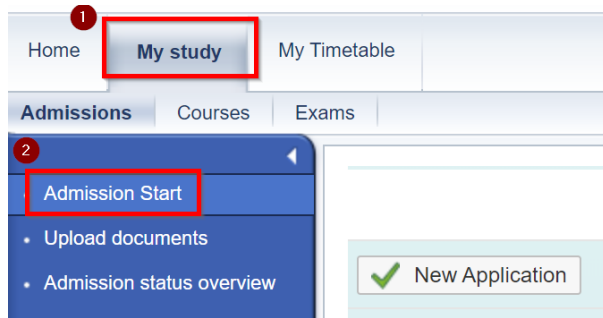 1
Home My study My Timetable
Admissions Courses Exams
2
Admission Start
Upload documents
Admission status overview
New Application